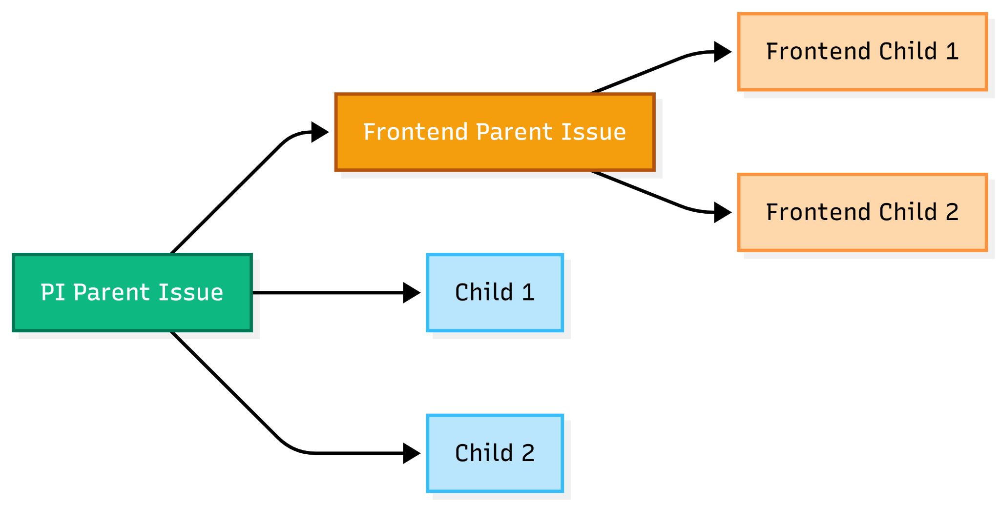 Frontend Child 1
Frontend Parent Issue
Frontend Child 2
PI Parent Issue
Child 1
Child 2